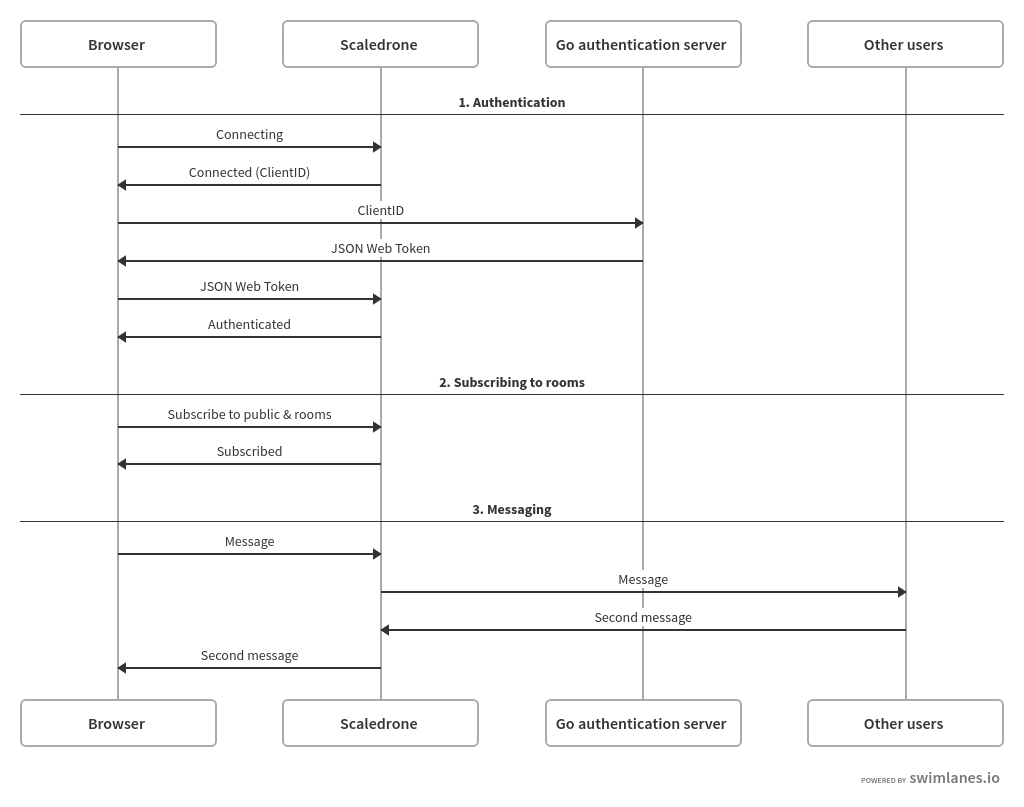 Browser
Scaledrone
Go authentication server
Other users
1. Authentication
Connecting
Connected (ClientID)
ClientID
JSON Web Token
JSON Web Token
Authenticated
2. Subscribing to rooms
Subscribe to public & rooms
Subscribed
3. Messaging
Message
Message
Second message
Second message
Browser
Scaledrone
Go authentication server
Other users
POWERED BY swimlanes.io